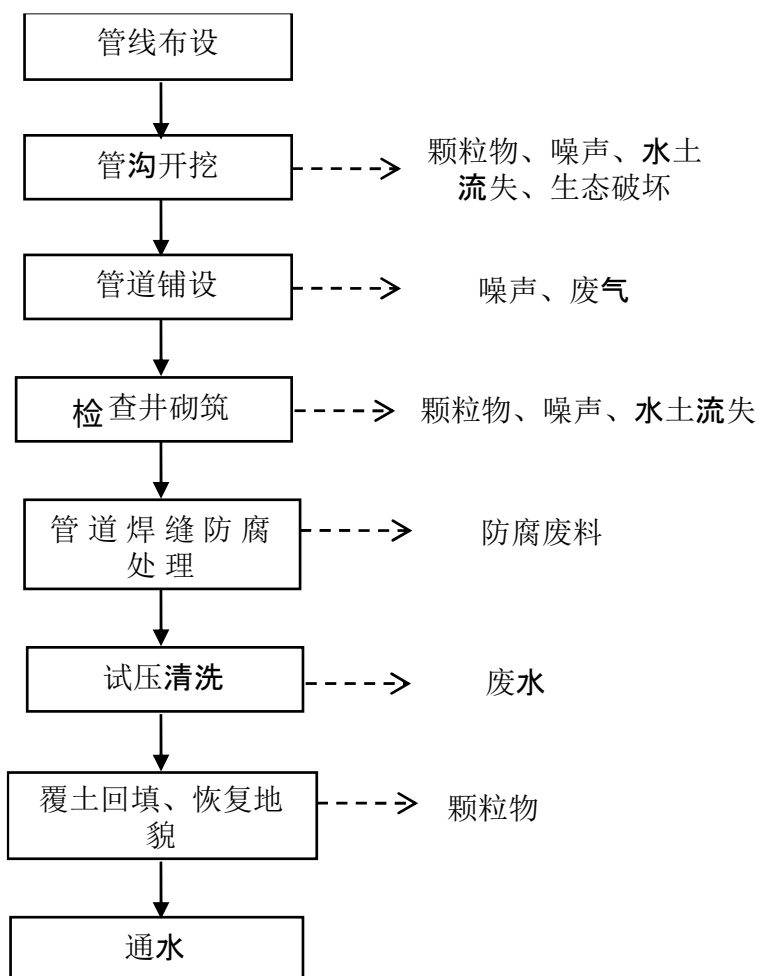 管线布设
管沟开挖
颗粒物、噪声、水土
流失、生态破坏
管道铺设
噪声、废气
检查井砌筑
颗粒物、噪声、水土流失
管道焊缝防腐
处理
防腐废料
试压清洗
废水
覆土回填、恢复地
貌
颗粒物
通水